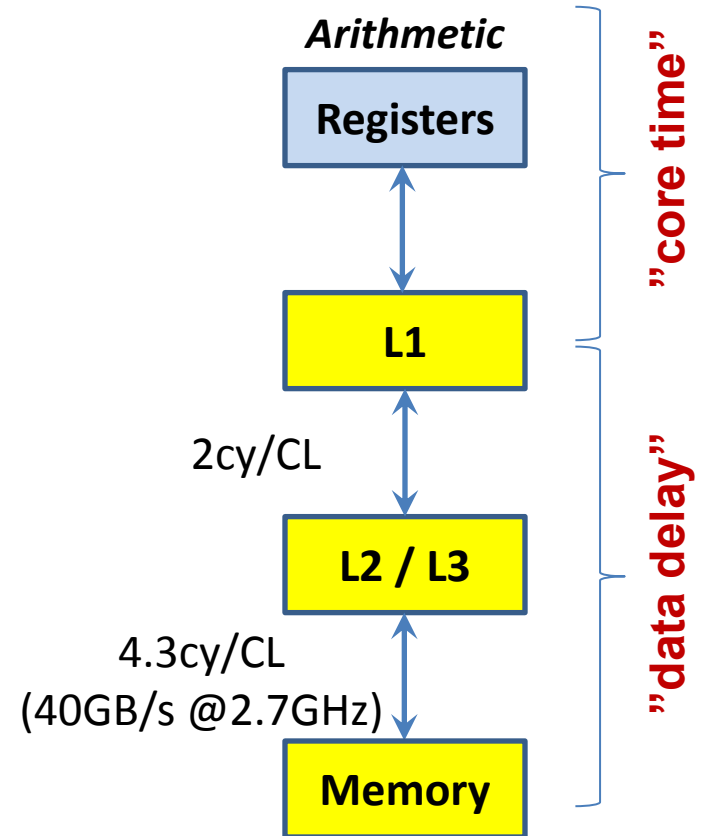 Arithmetic
Registers
”core time”
L1
2cy/CL
L2 / L3
”data delay”
4.3cy/CL
(40GB/s @2.7GHz)
Memory